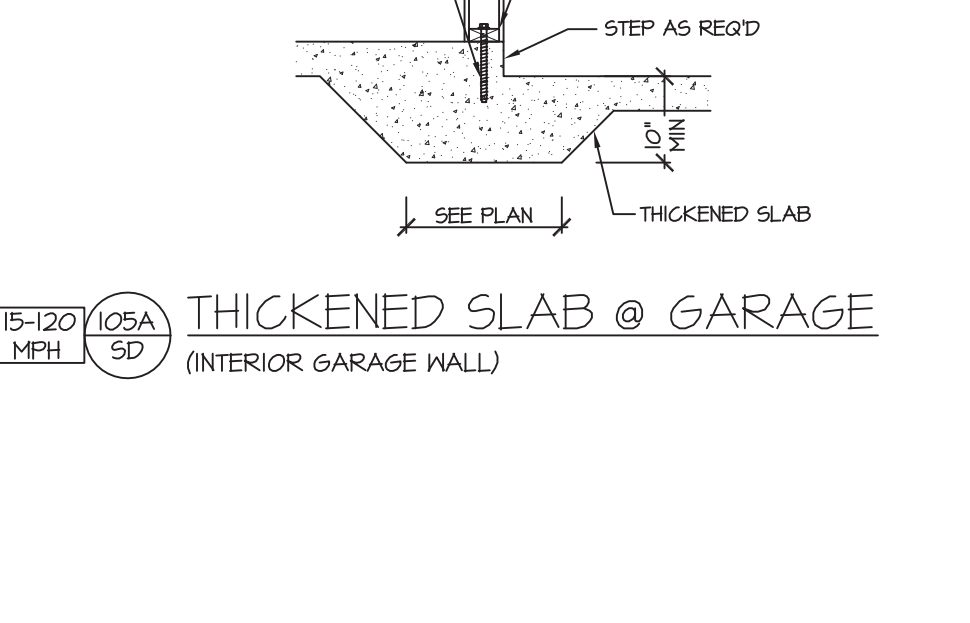 STEP AS REQ'D
10"
MIN
SEE PLAN
THICKENED SLAB
15-120
MPH
105A
SD
THICKENED SLAB @ GARAGE
(INTERIOR GARAGE WALL)